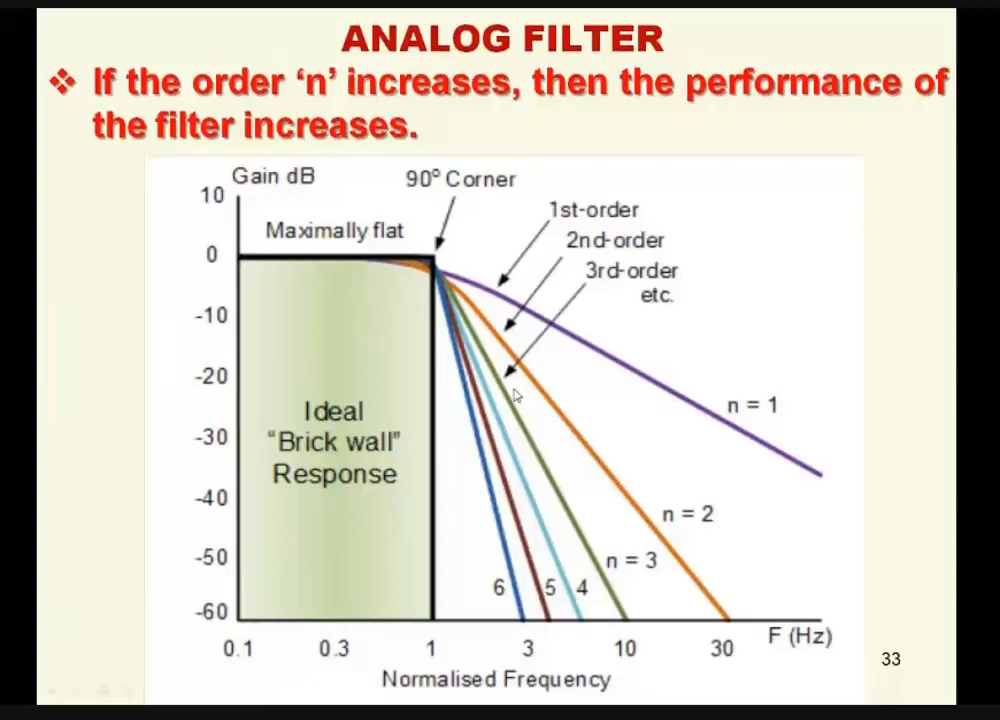 ANALOG FILTER
❖ If the order ‘n’ increases, then the performance of
the filter increases.
Gain dB
90º Corner
10
1st-order
Maximally flat
2nd-order
0
3rd-order
etc.
-10
-20
n = 1
Ideal
-30
“Brick wall”
Response
-40
n = 2
-50
n = 3
6
5
4
-60
F (Hz)
0.1
0.3
1
3
10
30
33
Normalised Frequency